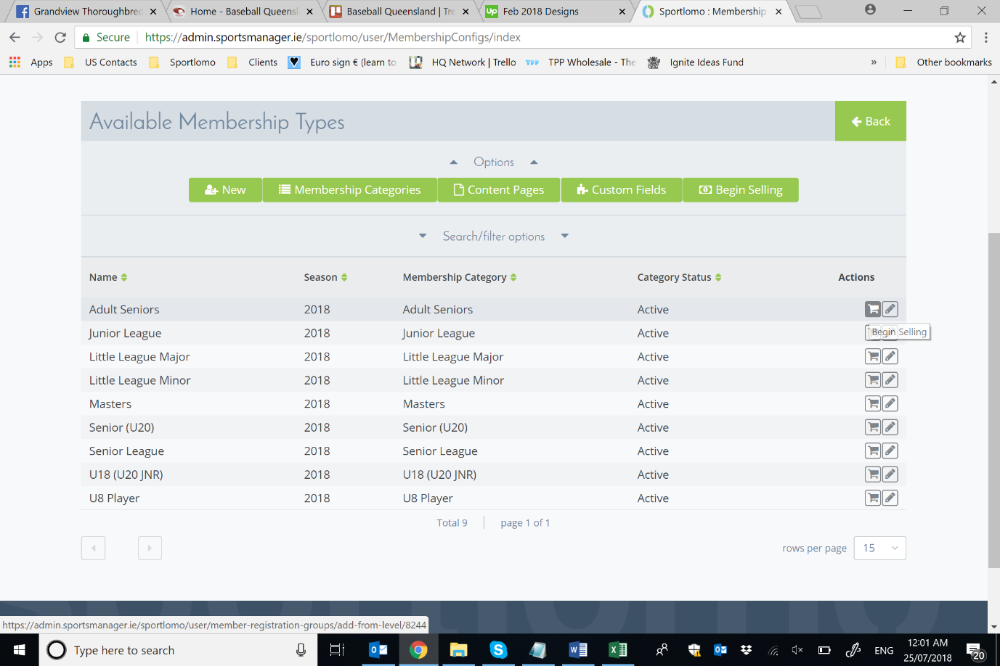 Grandview Thoroughbred
Home - Baseball Queensl
Baseball Queensland | Tre
Up Feb 2018 Designs
Sportlomo : Membership
Secure https://admin.sportsmanager.ie/sportlomo/user/MembershipConfigs/index
Apps US Contacts Sportlomo Clients Euro sign € (learn to HQ Network | Trello TPP TPP Wholesale - The Ignite Ideas Fund » Other bookmarks
Available Membership Types
Back
Options
New Membership Categories Content Pages Custom Fields Begin Selling
Search/filter options
Name Season Membership Category Category Status Actions
Adult Seniors 2018 Adult Seniors Active
Junior League 2018 Junior League Active
Begin Selling
Little League Major 2018 Little League Major Active
Little League Minor 2018 Little League Minor Active
Masters 2018 Masters Active
Senior (U20) 2018 Senior (U20) Active
Senior League 2018 Senior League Active
U18 (U20 JNR) 2018 U18 (U20 JNR) Active
U8 Player 2018 U8 Player Active
Total 9 page 1 of 1
rows per page 15
https://admin.sportsmanager.ie/sportlomo/user/member-registration-groups/add-from-level/8244
Type here to search
ENG
12:01 AM
25/07/2018
20